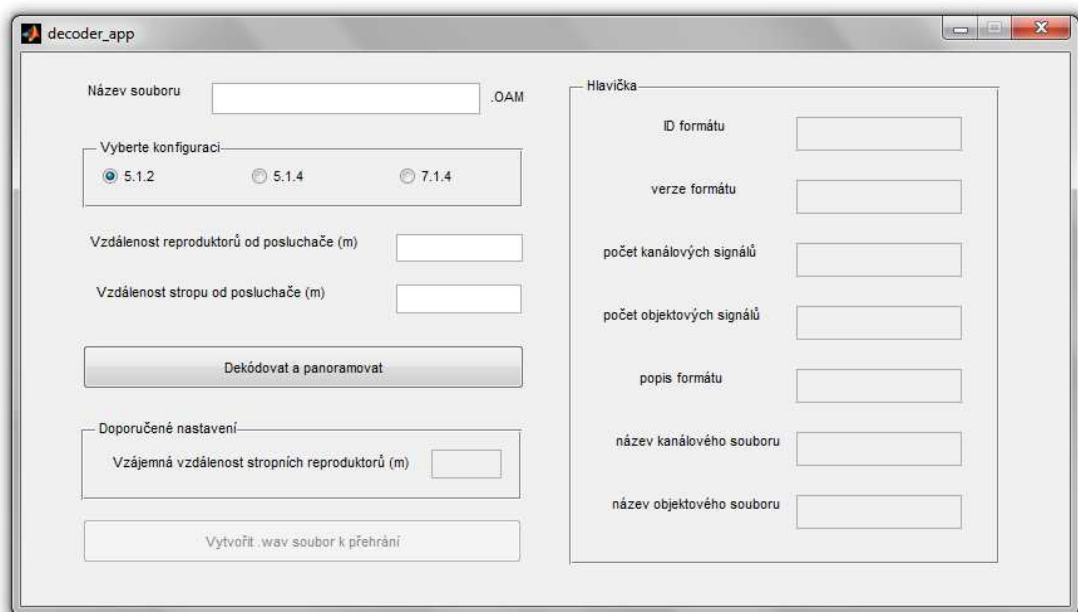 decoder_app
Název souboru
.OAM
Vyberte konfiguraci
5.1.2
5.1.4
7.1.4
Vzdálenost reproduktorů od posluchače (m)
Vzdálenost stropu od posluchače (m)
Dekódovat a panoramovat
Doporučené nastavení
Vzájemná vzdálenost stropních reproduktorů (m)
Vytvořit .wav soubor k přehrání
Hlavička
ID formátu
verze formátu
počet kanálových signálů
počet objektových signálů
popis formátu
název kanálového souboru
název objektového souboru